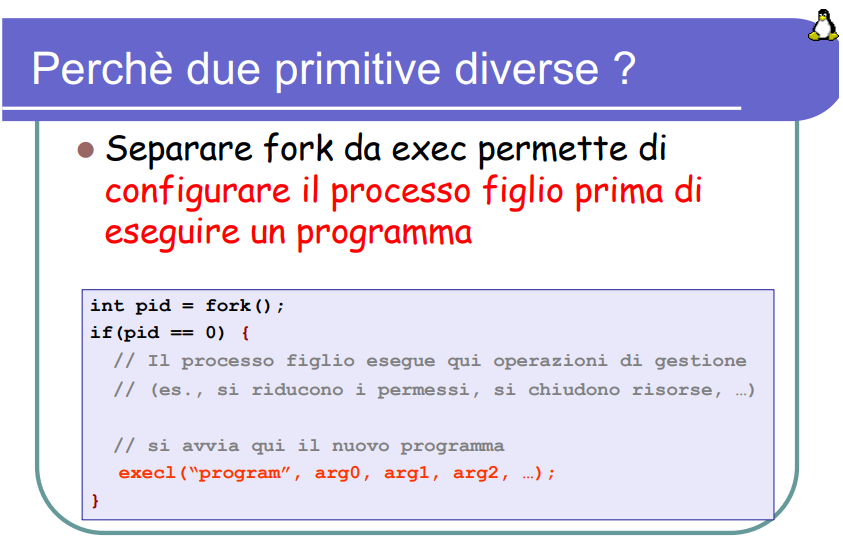 Perchè due primitive diverse ?
Separare fork da exec permette di
configurare il processo figlio prima di
eseguire un programma
int pid = fork();
if(pid == 0) {
// Il processo figlio esegue qui operazioni di gestione
// (es., si riducono i permessi, si chiudono risorse, …)
// si avvia qui il nuovo programma
execl(“program”, arg0, arg1, arg2, …);
}